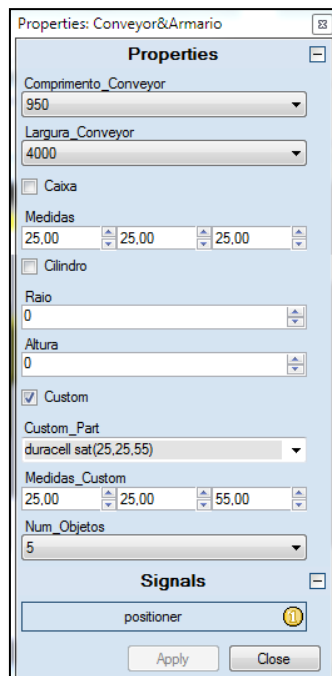 Properties: Conveyor&Armario
Properties
Comprimento_Conveyor
950
Largura_Conveyor
4000
Caixa
Medidas
25,00 25,00 25,00
Cilindro
Raio
0
Altura
0
Custom
Custom_Part
duracell sat(25,25,55)
Medidas_Custom
25,00 25,00 55,00
Num_Objetos
5
Signals
positioner
Apply Close